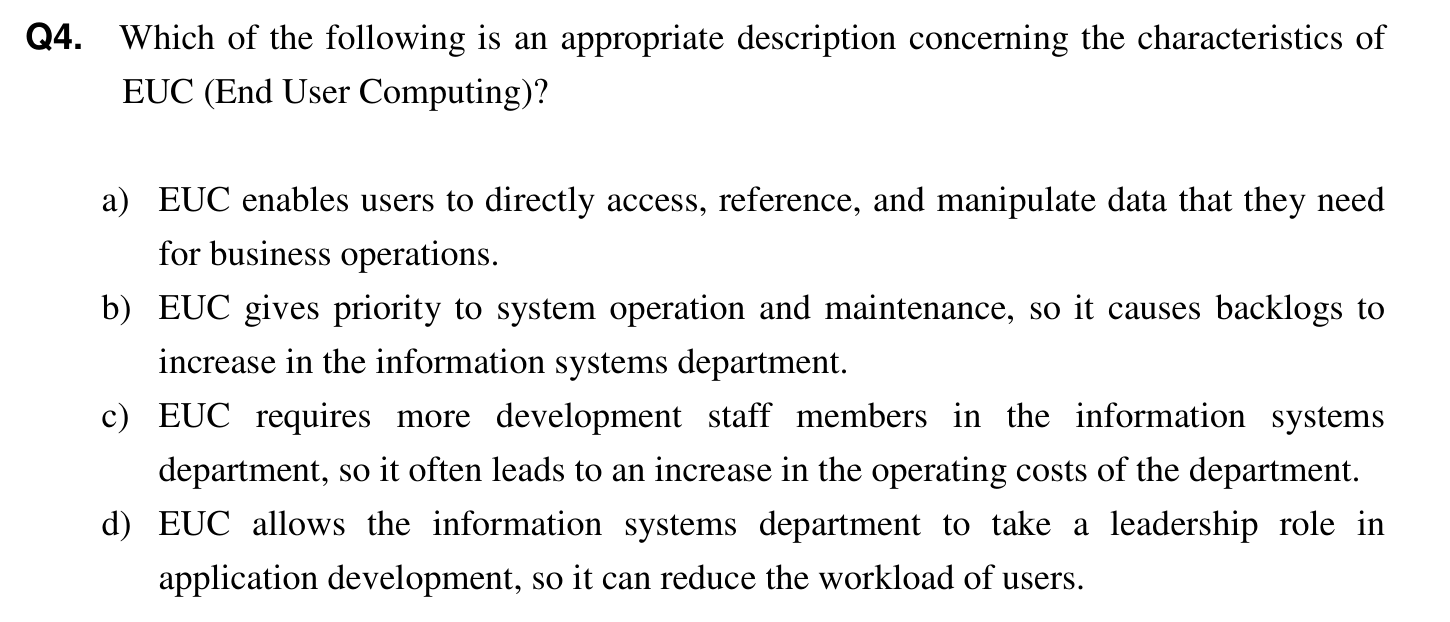 Q4. Which of the following is an appropriate description concerning the characteristics of
EUC (End User Computing)?
a) EUC enables users to directly access, reference, and manipulate data that they need
for business operations.
b) EUC gives priority to system operation and maintenance, so it causes backlogs to
increase in the information systems department.
c) EUC requires more development staff members in the information systems
department, so it often leads to an increase in the operating costs of the department.
d) EUC allows the information systems department to take a leadership role in
application development, so it can reduce the workload of users.